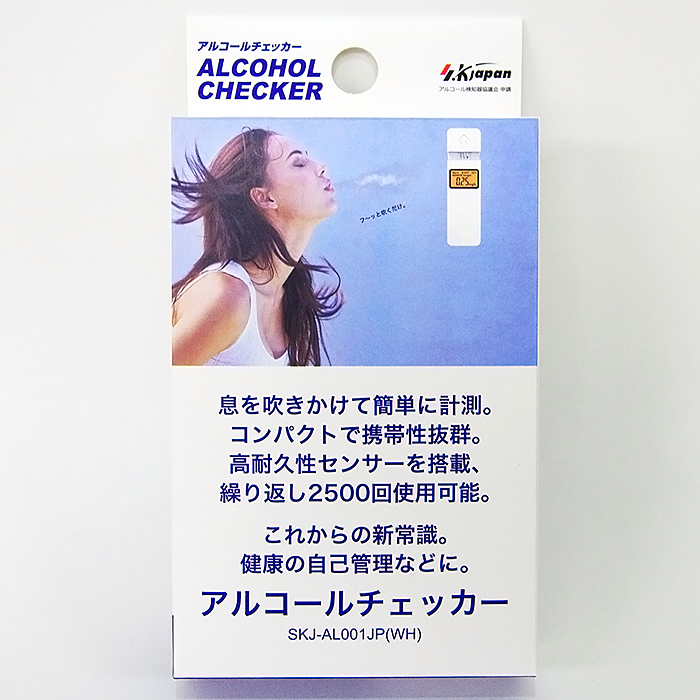 アルコールチェッカー
ALCOHOL
CHECKER
S.K japan
アルコール検知器協議会 申請
フ〜ッと吹くだけ。
025
息を吹きかけて簡単に計測。
コンパクトで携帯性抜群。
高耐久性センサーを搭載、
繰り返し2500回使用可能。
これからの新常識。
健康の自己管理などに。
アルコールチェッカー
SKJ-AL001JP(WH)